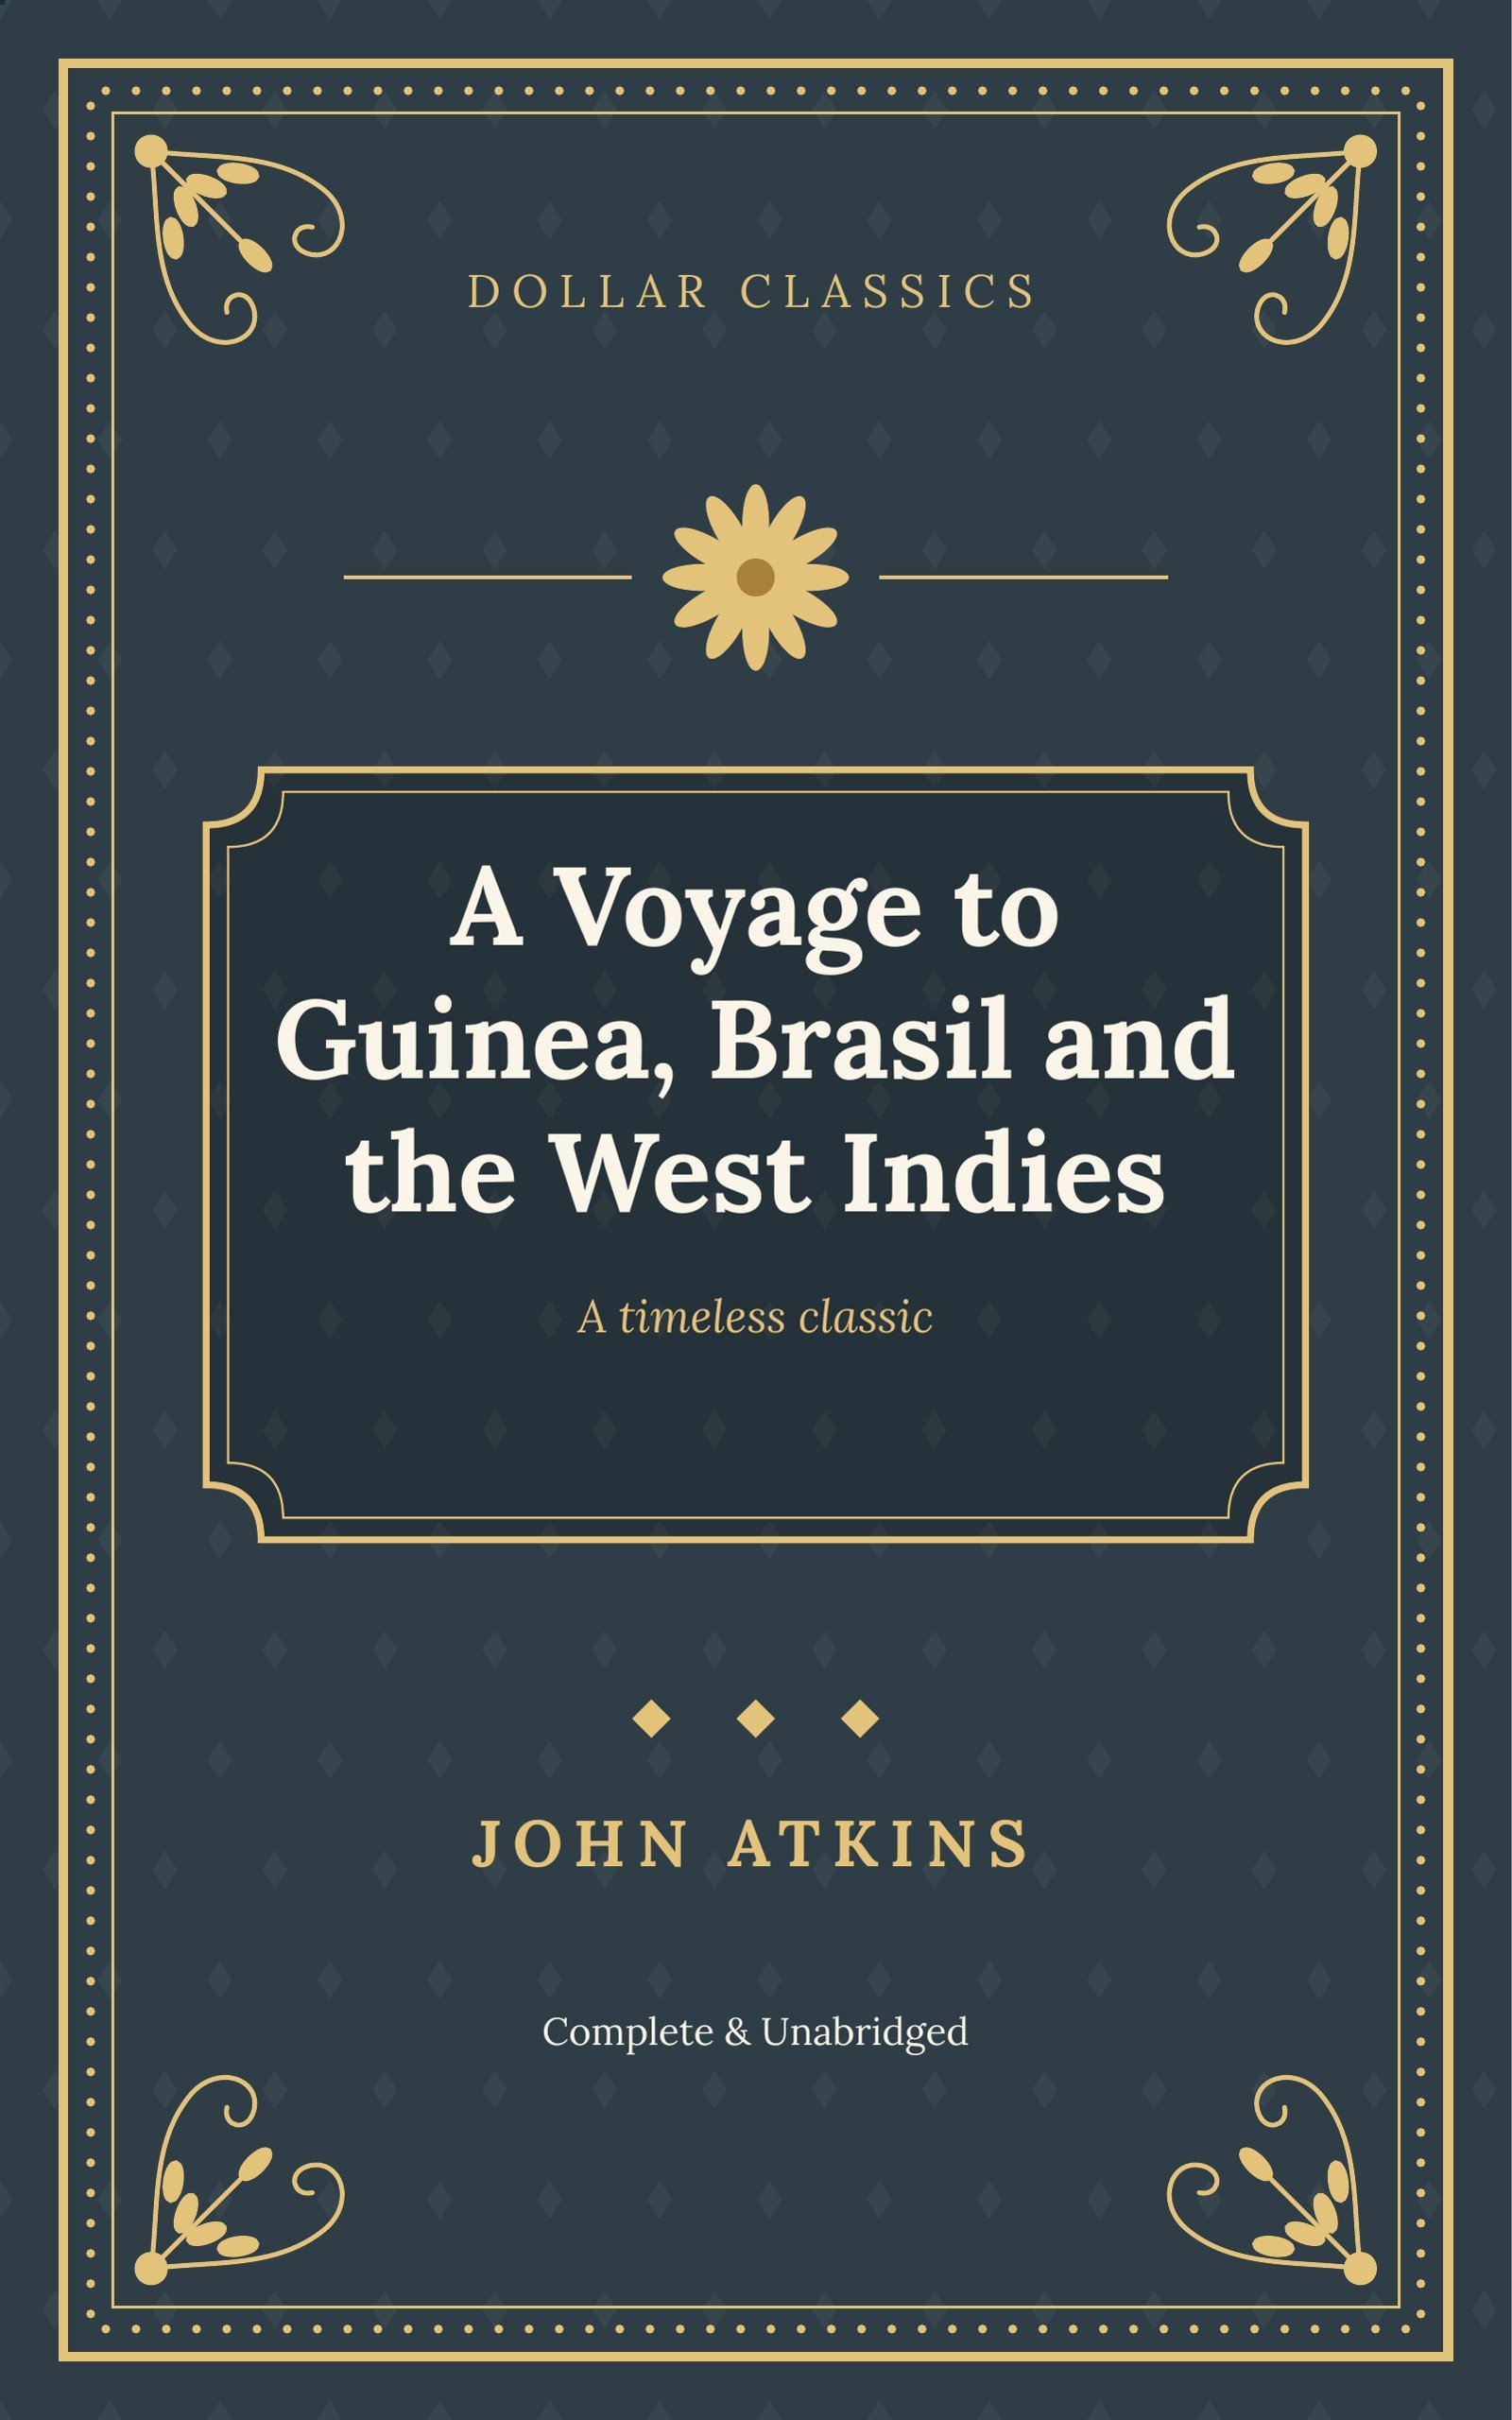 DOLLAR CLASSICS
A Voyage to
Guinea, Brasil and
the West Indies
A timeless classic
JOHN ATKINS
Complete & Unabridged